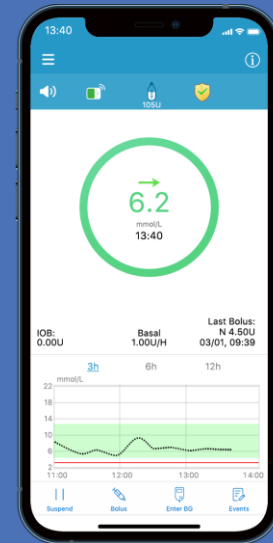 13:40
105U
6.2
mmol/L
13:40
IOB:
0.00U
Basal
1.00U/H
Last Bolus:
N 4.50U
03/01, 09:39
3h
6h
12h
mmol/L
22
18
14
10
6
2
11:00
12:00
13:00
14:00
Suspend
Bolus
Enter BG
Events